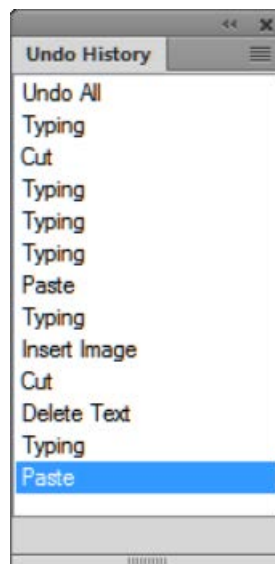 Undo History
Undo All
Typing
Cut
Typing
Typing
Typing
Paste
Typing
Insert Image
Cut
Delete Text
Typing
Paste